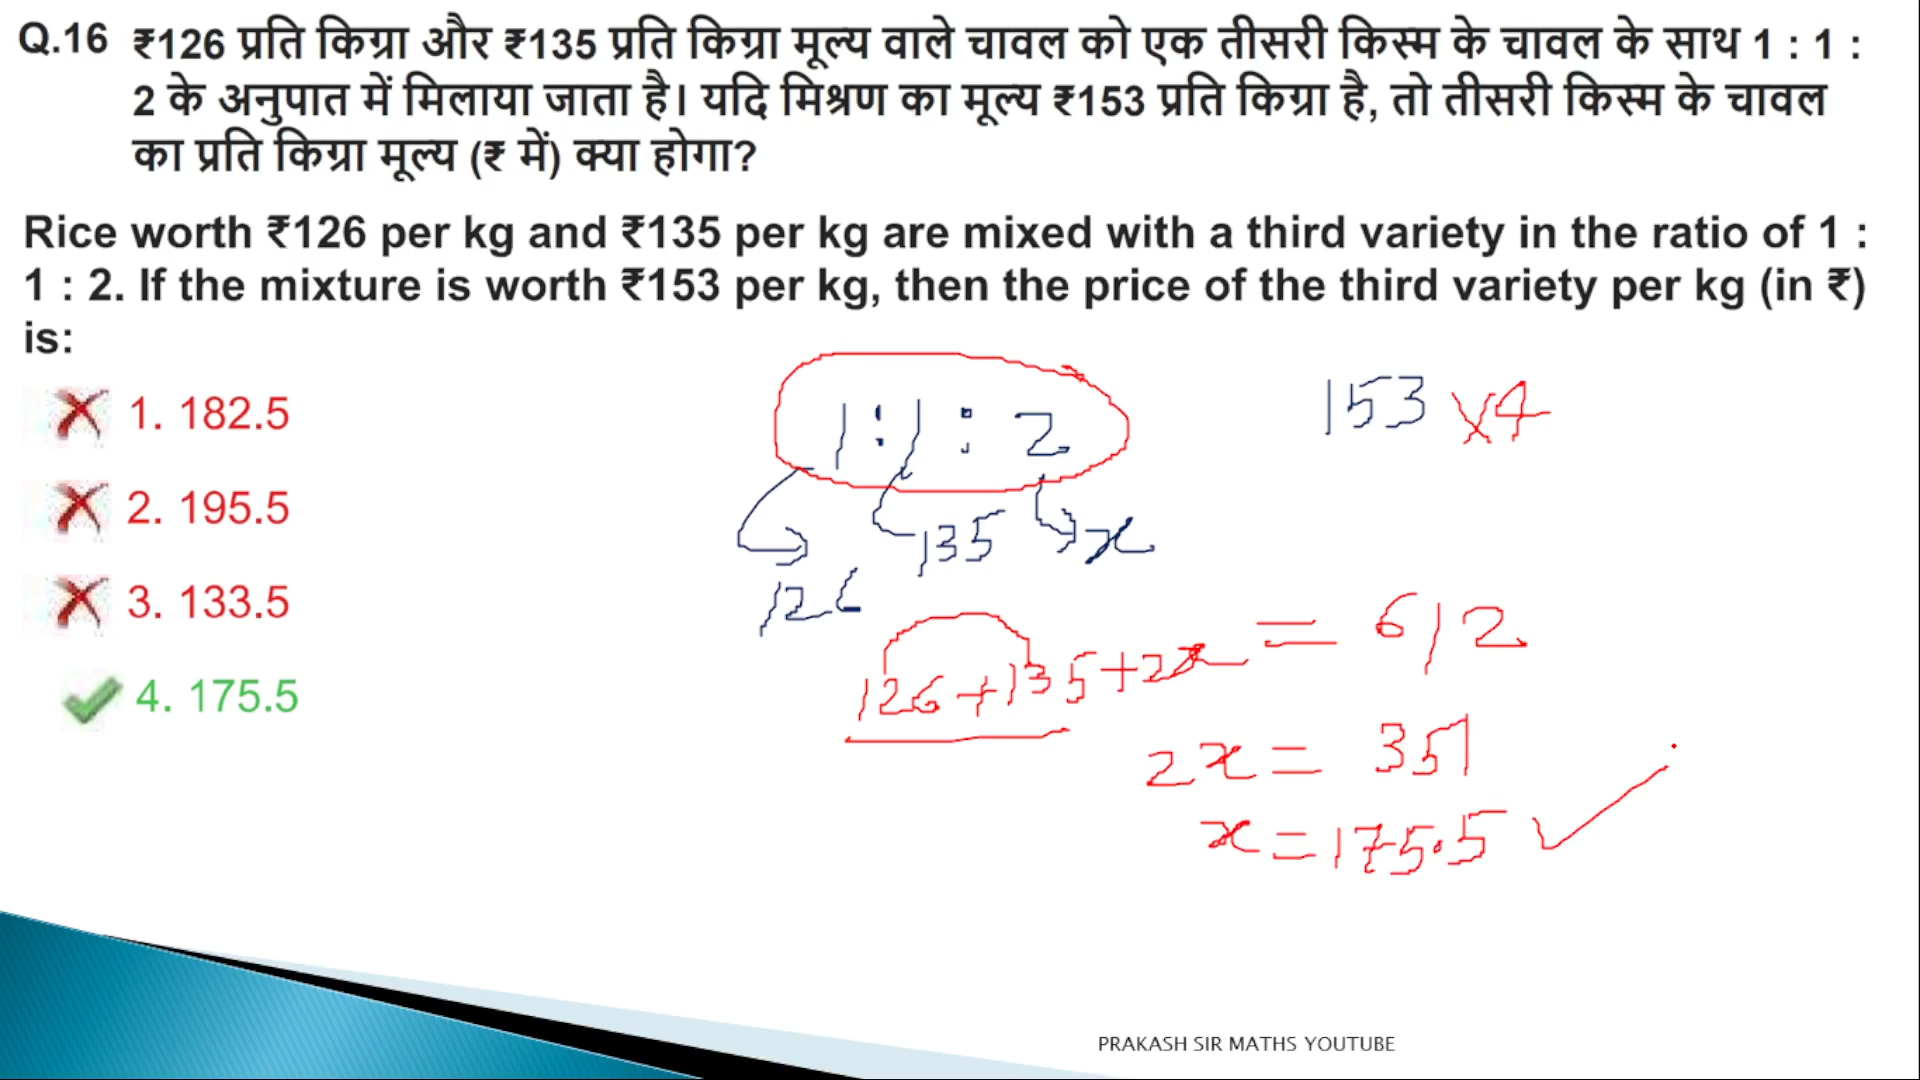 Q.16 ₹126 प्रति किग्रा और ₹135 प्रति किग्रा मूल्य वाले चावल को एक तीसरी किस्म के चावल के साथ 1 : 1 :
2 के अनुपात में मिलाया जाता है। यदि मिश्रण का मूल्य ₹153 प्रति किग्रा है, तो तीसरी किस्म के चावल
का प्रति किग्रा मूल्य (₹ में) क्या होगा?
Rice worth ₹126 per kg and ₹135 per kg are mixed with a third variety in the ratio of 1 :
1 : 2. If the mixture is worth ₹153 per kg, then the price of the third variety per kg (in ₹)
is:
1. 182.5
2. 195.5
3. 133.5
4. 175.5
1 : 1 : 2
153 x4
135 x
126
126+135+2x = 612
2x = 351
x = 175.5
PRAKASH SIR MATHS YOUTUBE